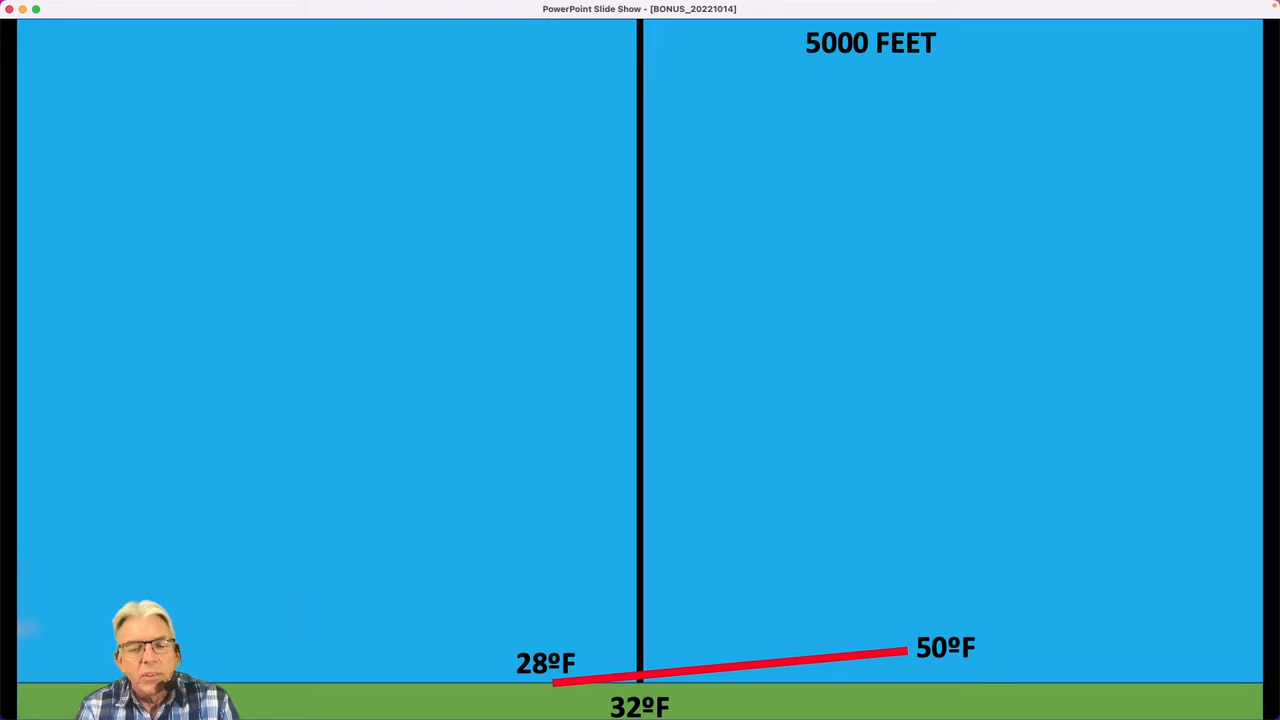 PowerPoint Slide Show - [BONUS_20221014]
5000 FEET
50ºF
28ºF
32ºF